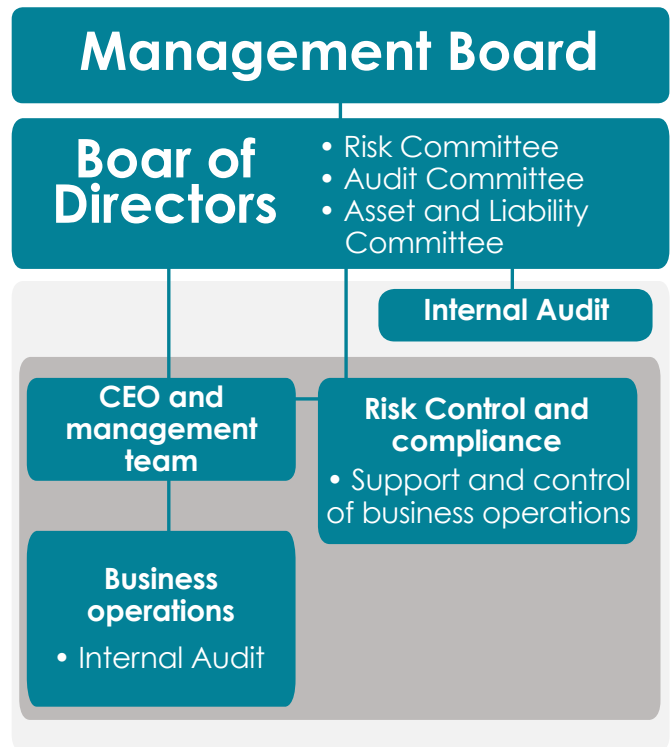 Management Board
Boar of
Directors
• Risk Committee
• Audit Committee
• Asset and Liability
Committee
Internal Audit
CEO and
management
team
Risk Control and
compliance
• Support and control
of business operations
Business
operations
• Internal Audit